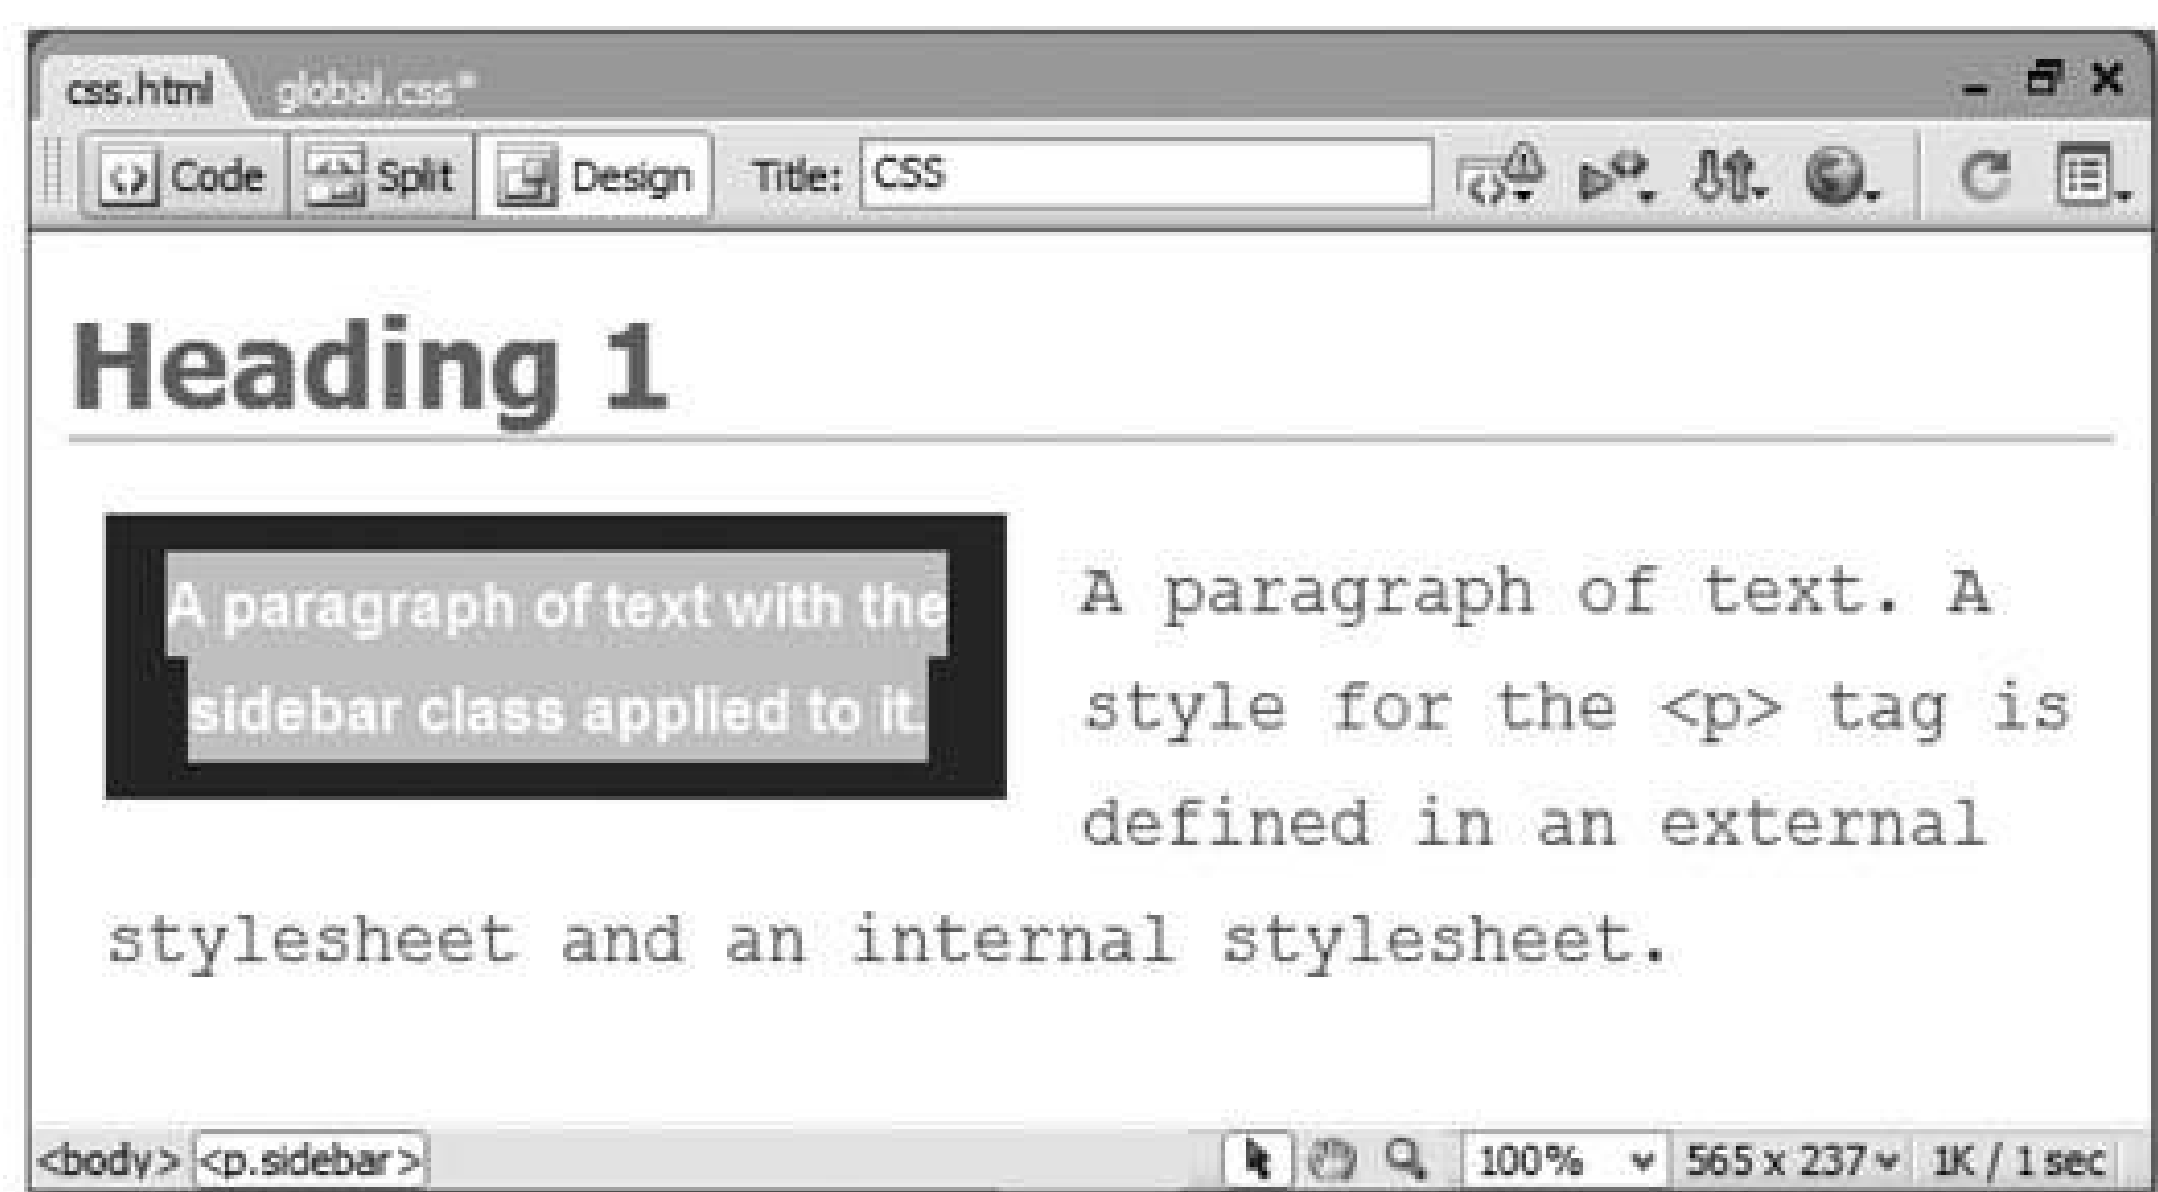 css.html global.css*
Code Split Design Title: CSS
Heading 1
A paragraph of text with the
sidebar class applied to it.
A paragraph of text. A
style for the <p> tag is
defined in an external
stylesheet and an internal stylesheet.
<body> <p.sidebar> 100% 565 x 237 1K / 1 sec